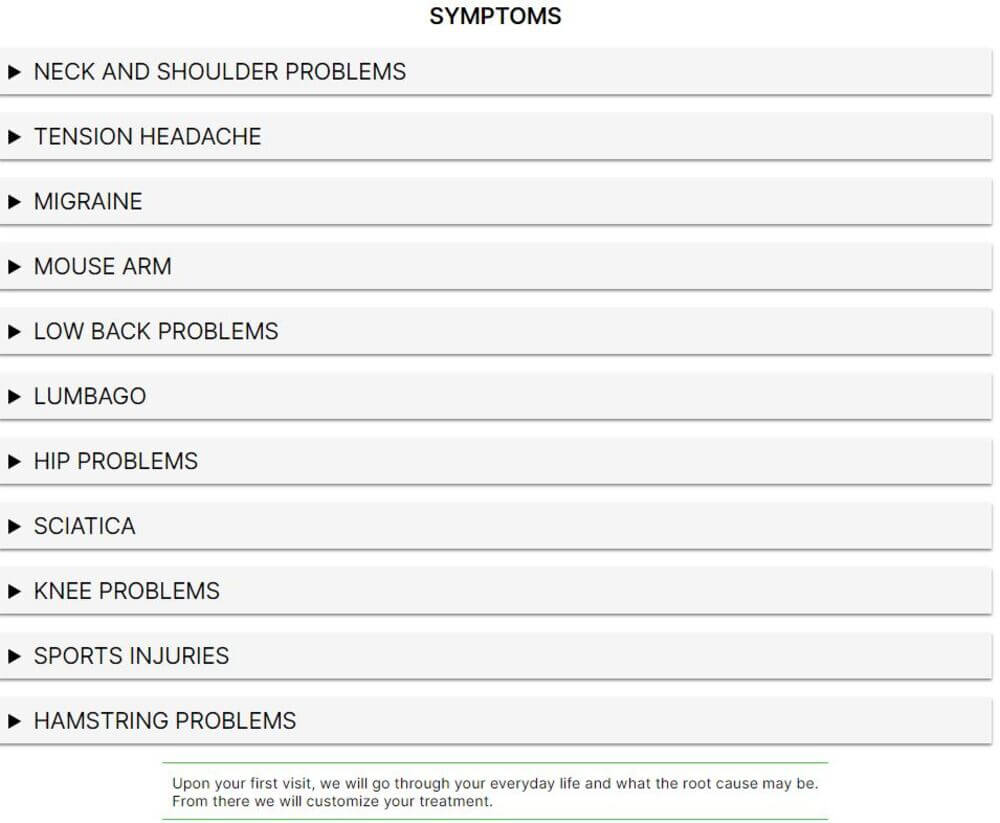 SYMPTOMS
NECK AND SHOULDER PROBLEMS
TENSION HEADACHE
MIGRAINE
MOUSE ARM
LOW BACK PROBLEMS
LUMBAGO
HIP PROBLEMS
SCIATICA
KNEE PROBLEMS
SPORTS INJURIES
HAMSTRING PROBLEMS
Upon your first visit, we will go through your everyday life and what the root cause may be.
From there we will customize your treatment.